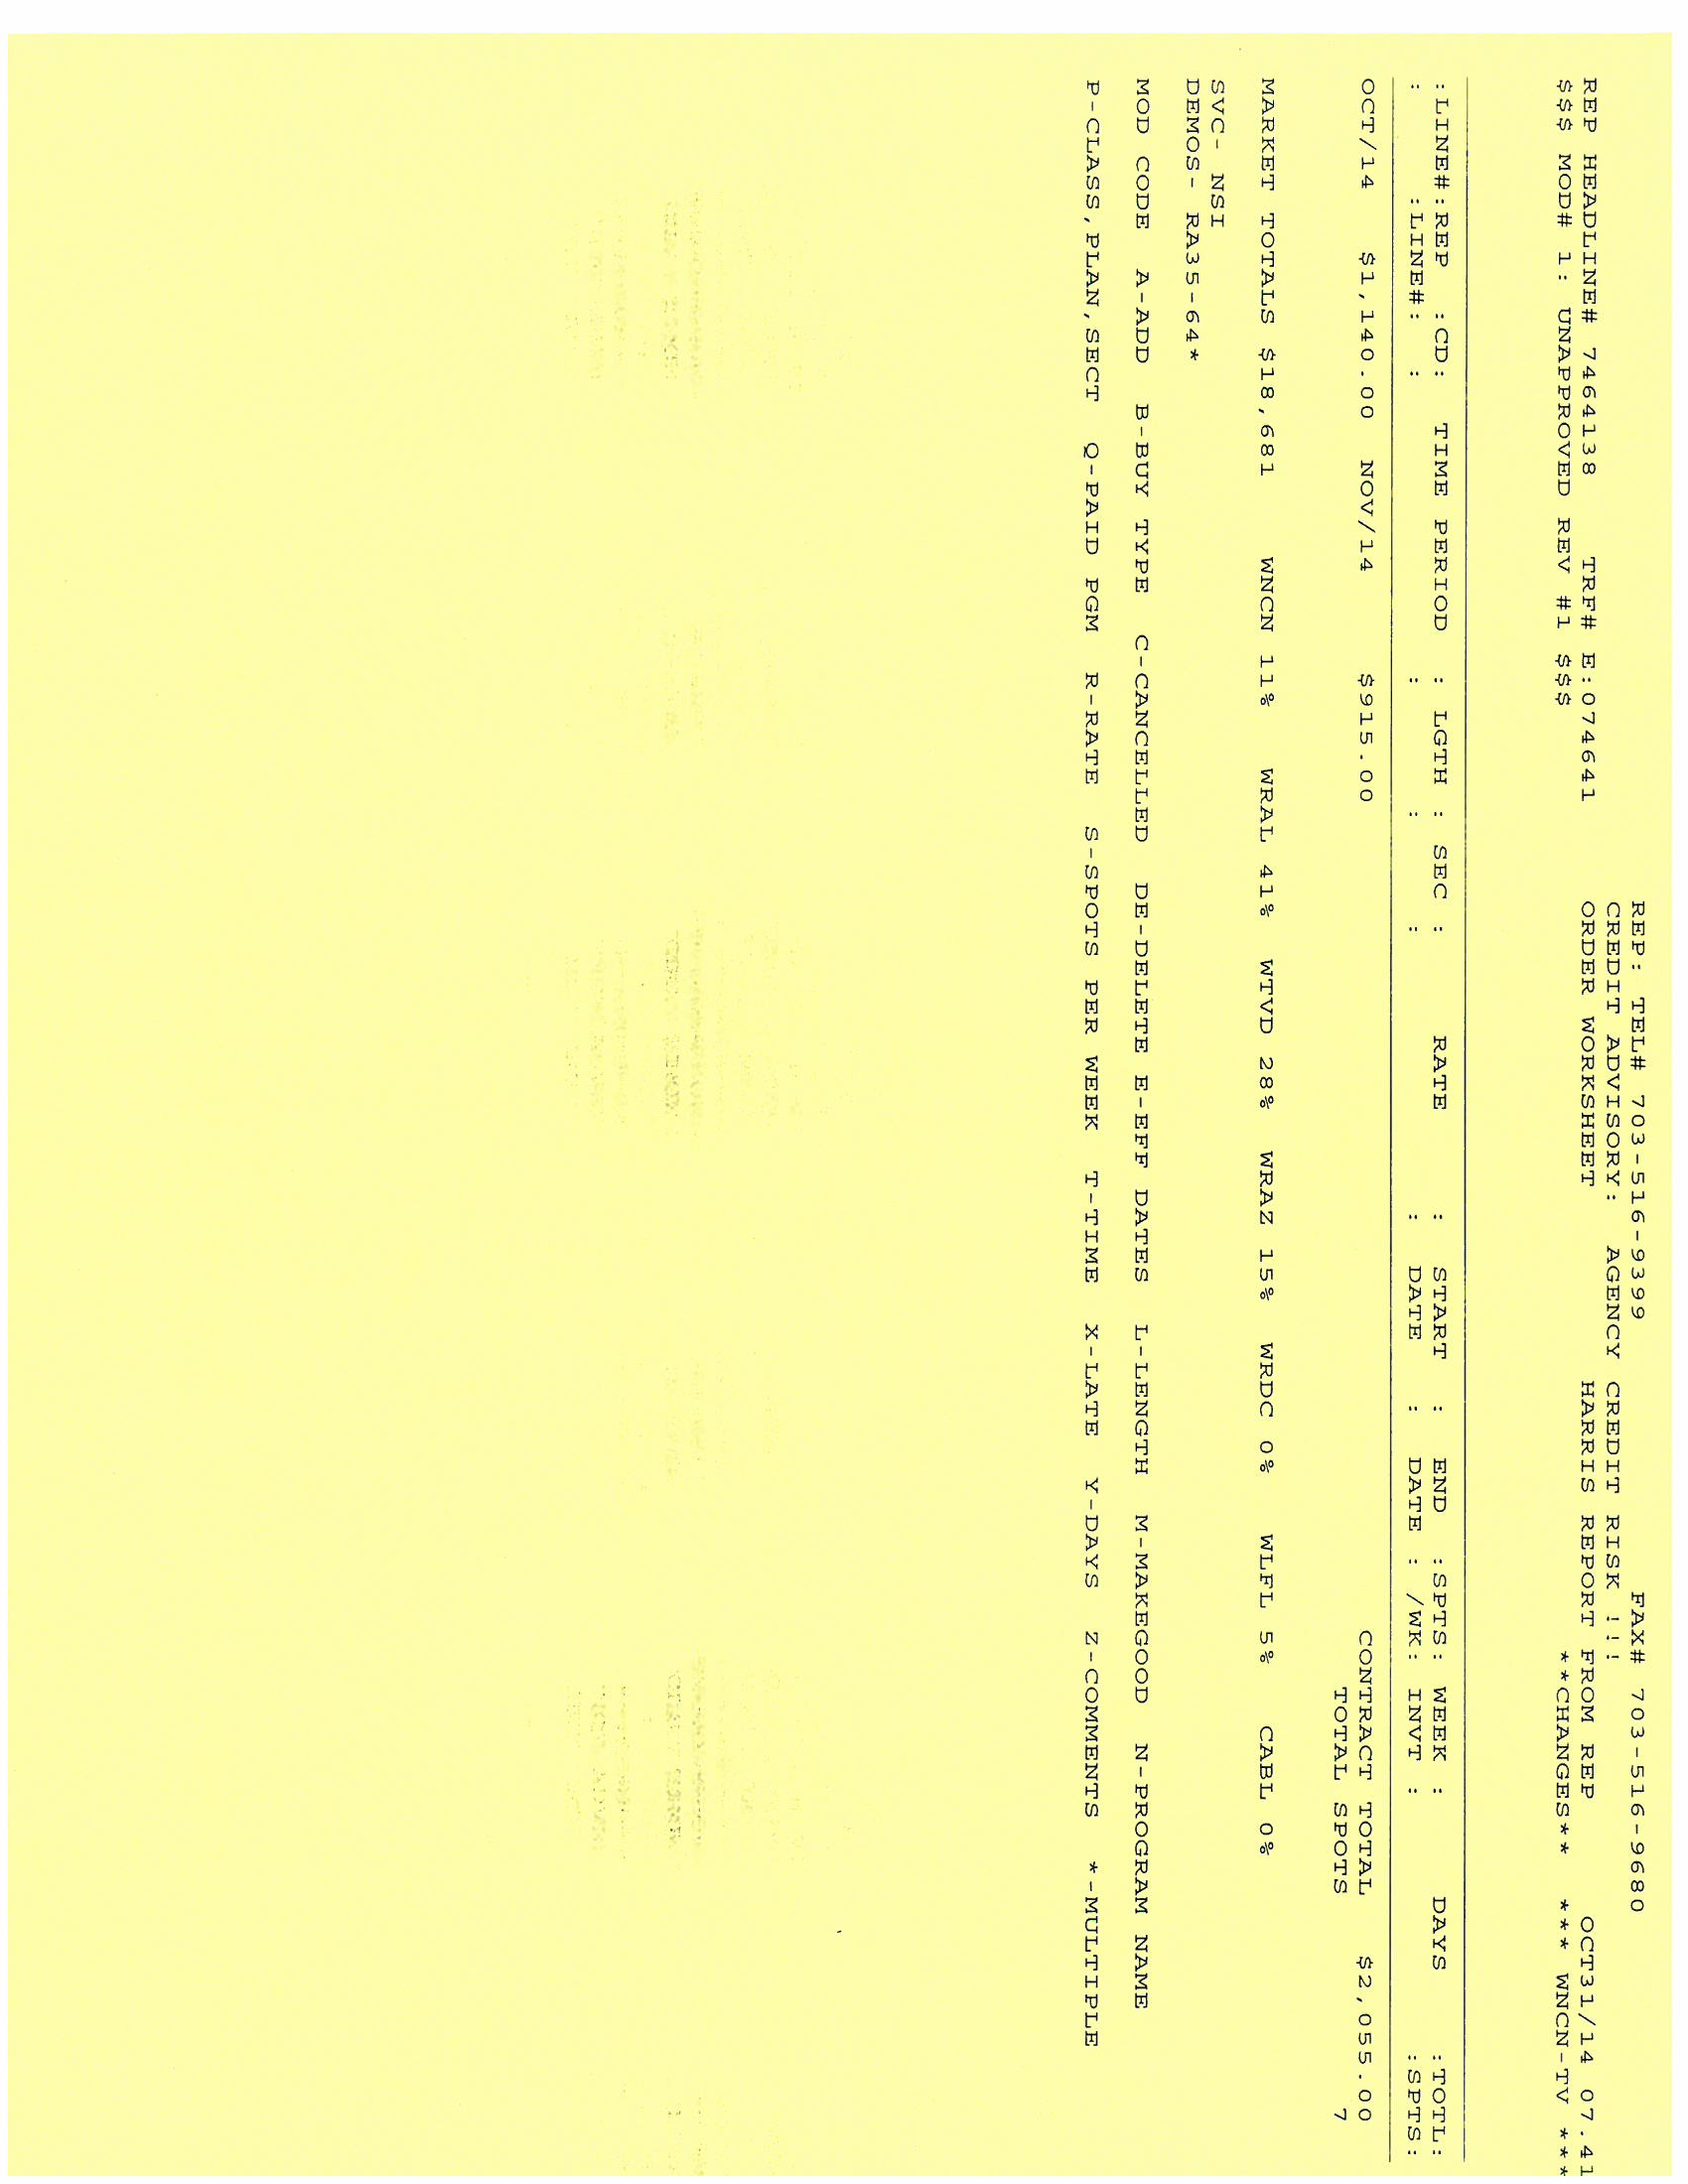 REP: TEL# 703-516-9399 FAX# 703-516-9680
CREDIT ADVISORY: AGENCY CREDIT RISK !!!
REP HEADLINE# 7464138 TRF# E:074641 ORDER WORKSHEET HARRIS REPORT FROM REP OCT31/14 07.41
$$$ MOD# 1: UNAPPROVED REV #1 $$$ **CHANGES** *** WNCN-TV ***
:LINE#:REP :CD: TIME PERIOD : LGTH : SEC : RATE : START : END :SPTS: WEEK : DAYS :TOTL:
: :LINE#: : : : : : DATE : DATE : /WK: INVT : :SPTS:
OCT/14 $1,140.00 NOV/14 $915.00 CONTRACT TOTAL $2,055.00
TOTAL SPOTS 7
MARKET TOTALS $18,681 WNCN 11% WRAL 41% WTVD 28% WRAZ 15% WRDC 0% WLFL 5% CABL 0%
SVC- NSI
DEMOS- RA35-64*
MOD CODE A-ADD B-BUY TYPE C-CANCELLED DE-DELETE E-EFF DATES L-LENGTH M-MAKEGOOD N-PROGRAM NAME
P-CLASS,PLAN,SECT Q-PAID PGM R-RATE S-SPOTS PER WEEK T-TIME X-LATE Y-DAYS Z-COMMENTS *-MULTIPLE